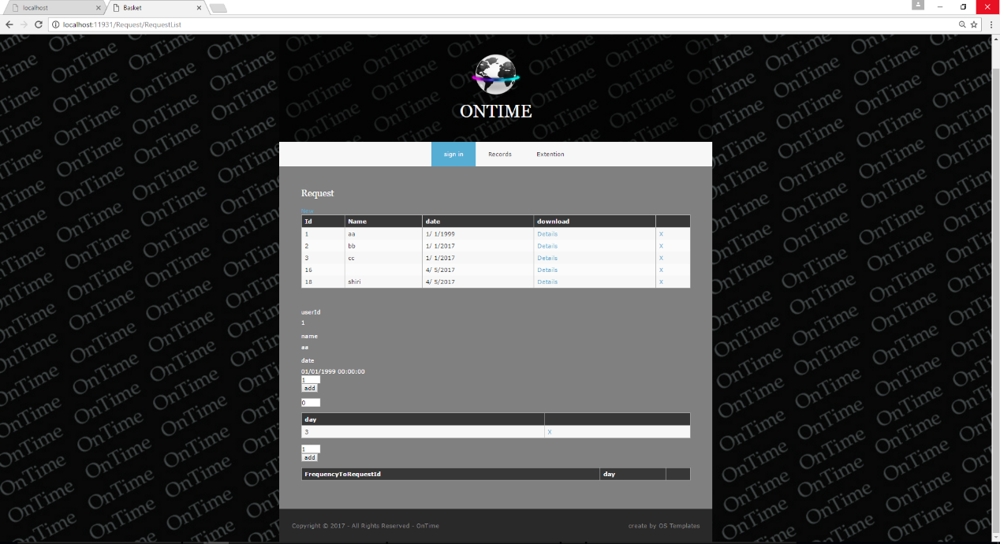 localhost
Basket
localhost:11931/Request/RequestList
ONTIME
sign in Records Extention
Request
New
Id Name date download
1 aa 1/ 1/1999 Details X
2 bb 1/ 1/2017 Details X
3 cc 1/ 1/2017 Details X
16 4/ 5/2017 Details X
18 shiri 4/ 5/2017 Details X
userId
1
name
aa
date
01/01/1999 00:00:00
1
add
0
day
3 X
1
add
FrequencyToRequestId day
Copyright © 2017 - All Rights Reserved - OnTime create by OS Templates
OnTime